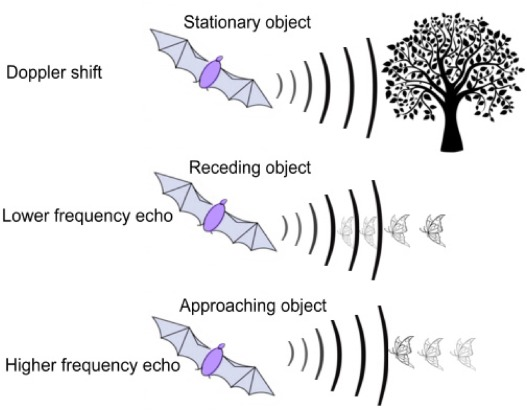 Stationary object
Doppler shift
Receding object
Lower frequency echo
Approaching object
Higher frequency echo